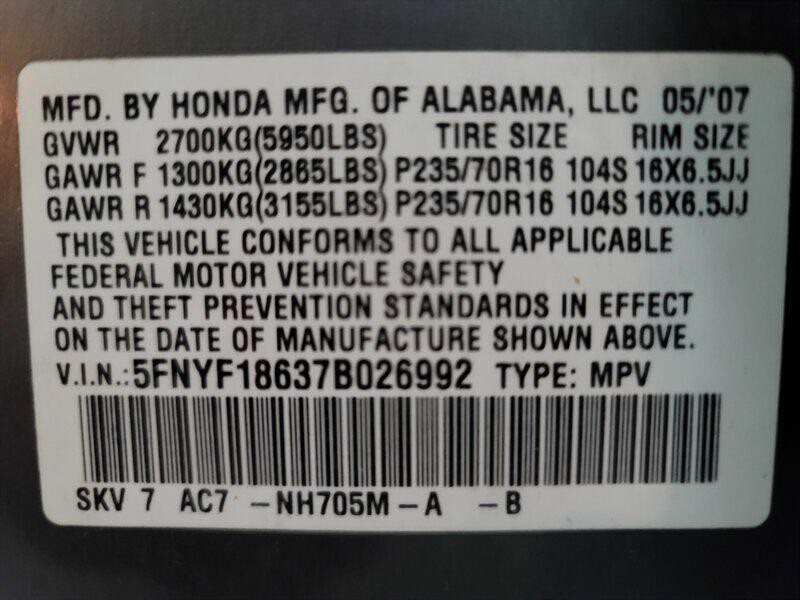 MFD. BY HONDA MFG. OF ALABAMA, LLC 05/'07
GVWR 2700KG(5950LBS) TIRE SIZE RIM SIZE
GAWR F 1300KG(2865LBS) P235/70R16 104S 16X6.5JJ
GAWR R 1430KG(3155LBS) P235/70R16 104S 16X6.5JJ
THIS VEHICLE CONFORMS TO ALL APPLICABLE
FEDERAL MOTOR VEHICLE SAFETY
AND THEFT PREVENTION STANDARDS IN EFFECT
ON THE DATE OF MANUFACTURE SHOWN ABOVE.
V.I.N.:5FNYF18637B026992 TYPE: MPV
SKV 7 AC7 -NH705M-A -B